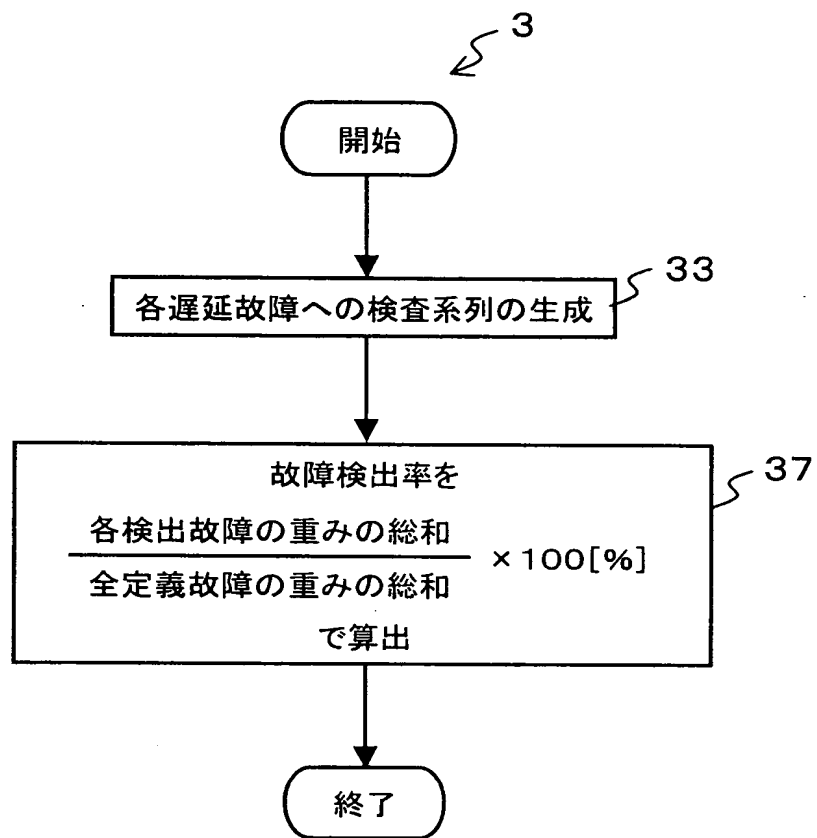 3
開始
33
各遅延故障への検査系列の生成
37
故障検出率を
各検出故障の重みの総和
全定義故障の重みの総和
×100[%]
で算出
終了